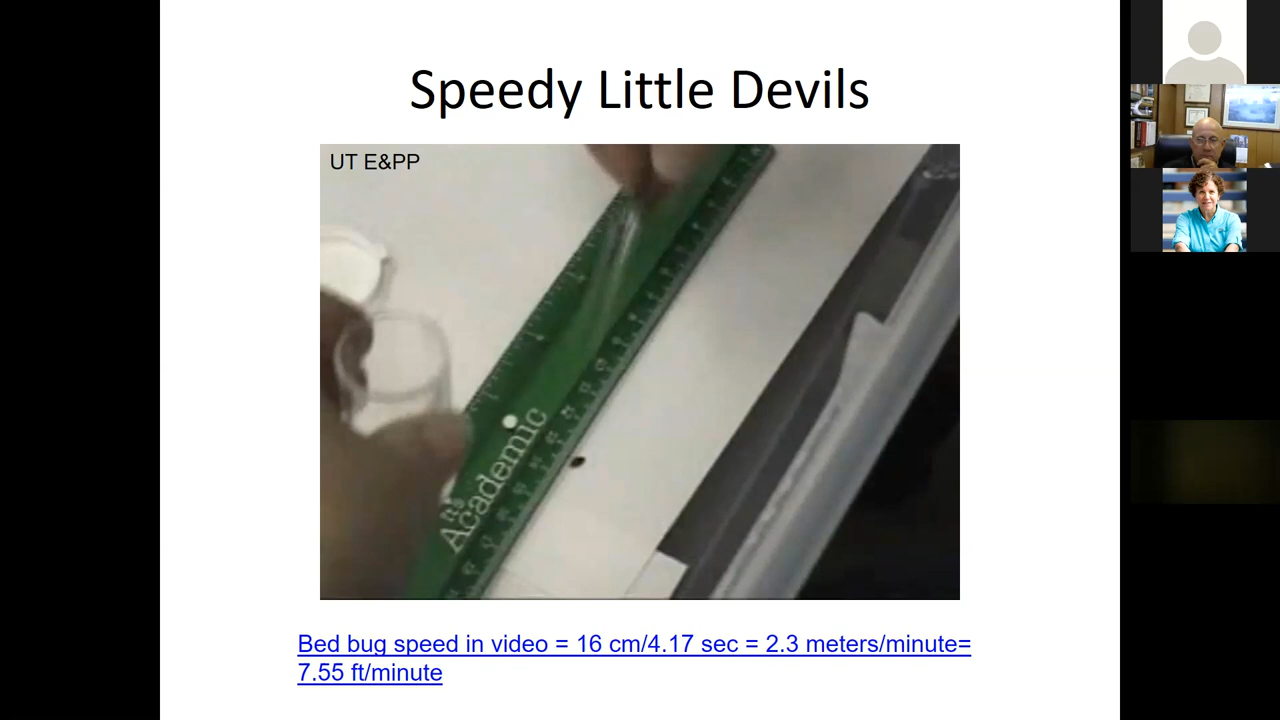 Speedy Little Devils
UT E&PP
Academic
Bed bug speed in video = 16 cm/4.17 sec = 2.3 meters/minute=
7.55 ft/minute